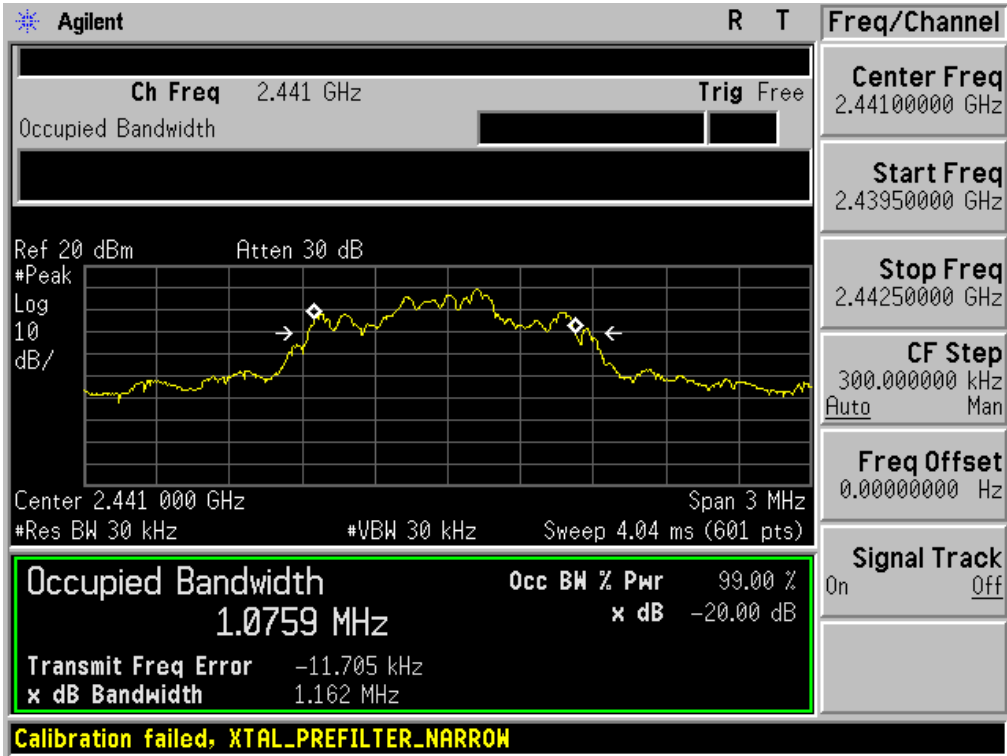 Agilent R T Freq/Channel
Ch Freq 2.441 GHz Trig Free
Occupied Bandwidth
Center Freq
2.44100000 GHz
Start Freq
2.43950000 GHz
Stop Freq
2.44250000 GHz
CF Step
300.000000 kHz
Auto Man
Freq Offset
0.00000000 Hz
Signal Track
On Off
Ref 20 dBm Atten 30 dB
#Peak
Log
10
dB/
Center 2.441 000 GHz Span 3 MHz
#Res BW 30 kHz #VBW 30 kHz Sweep 4.04 ms (601 pts)
Occupied Bandwidth Occ BW % Pwr 99.00 %
1.0759 MHz x dB -20.00 dB
Transmit Freq Error -11.705 kHz
x dB Bandwidth 1.162 MHz
Calibration failed, XTAL_PREFILTER_NARROW